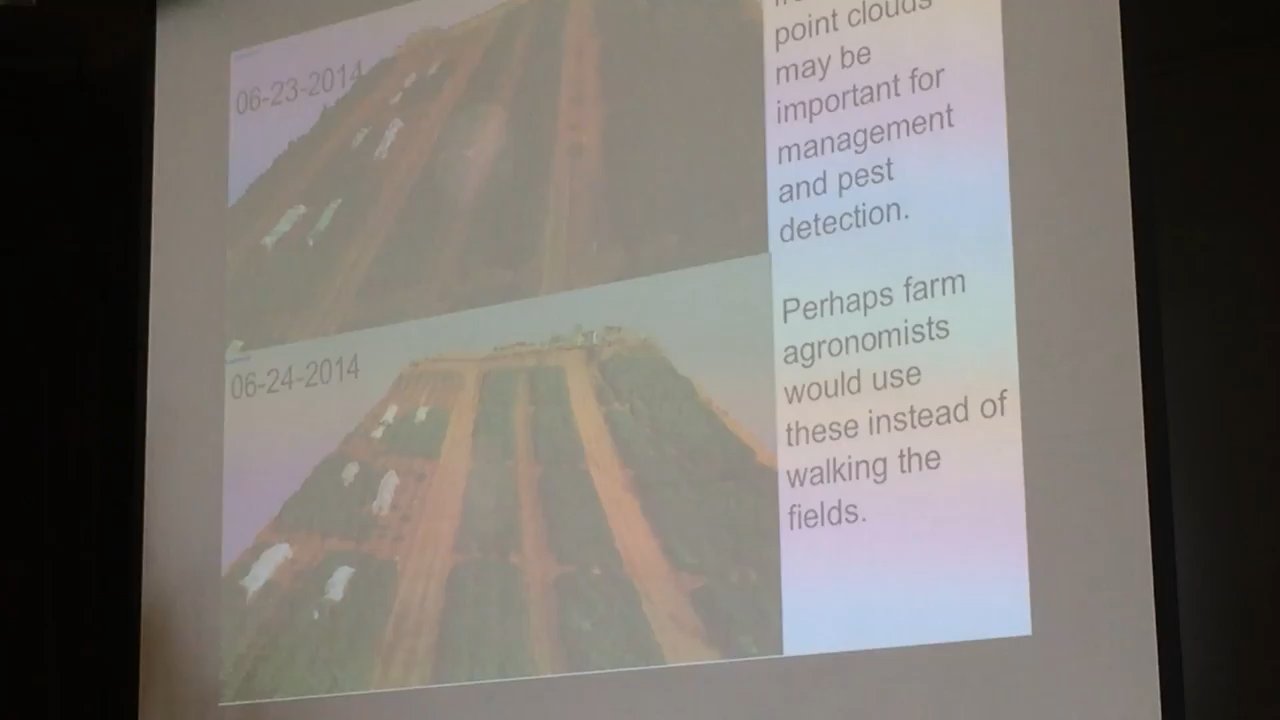 06-23-2014
point clouds
may be
important for
management
and pest
detection.
06-24-2014
Perhaps farm
agronomists
would use
these instead of
walking the
fields.